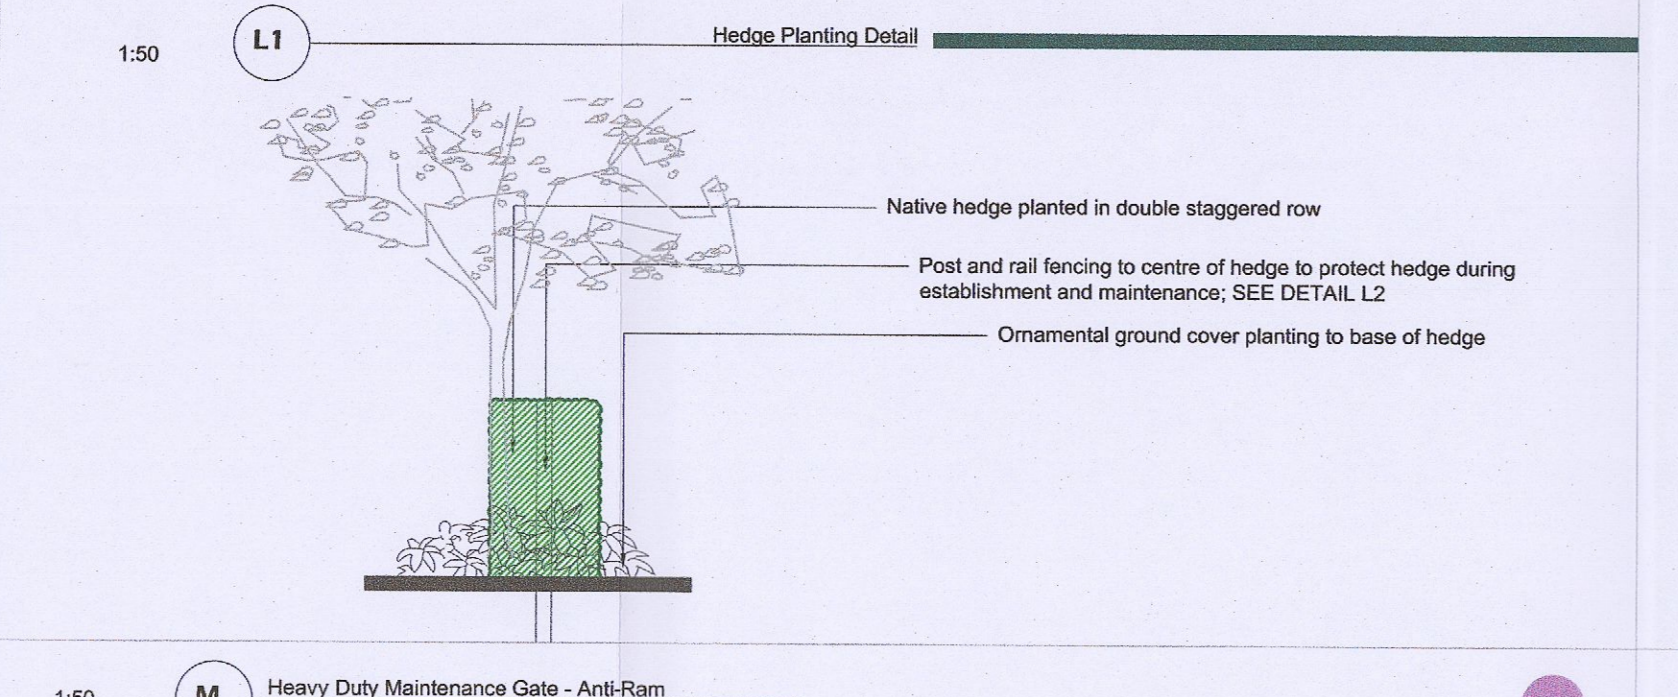 1:50
L1
Hedge Planting Detail
Native hedge planted in double staggered row
Post and rail fencing to centre of hedge to protect hedge during
establishment and maintenance; SEE DETAIL L2
Ornamental ground cover planting to base of hedge
1:50
M
Heavy Duty Maintenance Gate - Anti-Ram